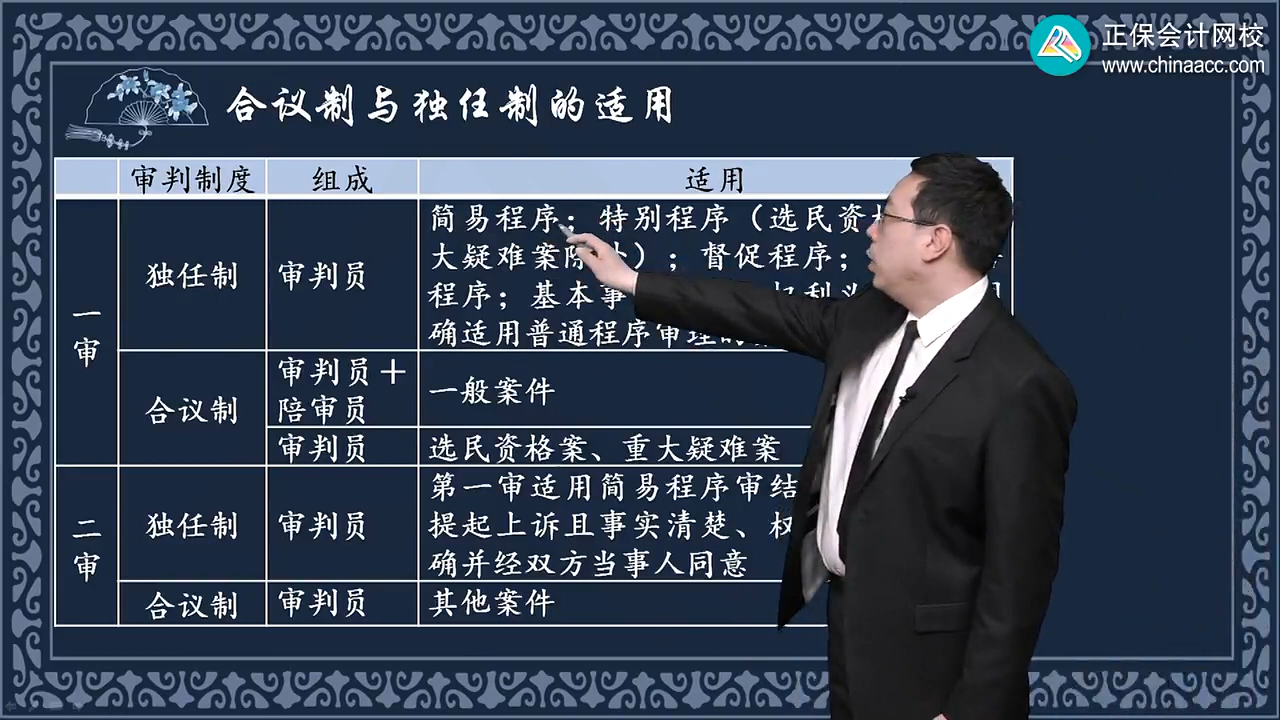 正保会计网校
www.chinaacc.com
合议制与独任制的适用
审判制度 组成 适用
一审
独任制 审判员
简易程序；特别程序（选民资
大疑难案除外）；督促程序；
程序；基本事
确适用普通程序审理的
合议制
审判员＋
陪审员
一般案件
审判员 选民资格案、重大疑难案
二审
独任制 审判员
第一审适用简易程序审结
提起上诉且事实清楚、权
确并经双方当事人同意
合议制 审判员 其他案件